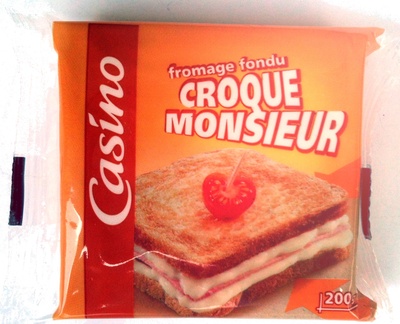 Casino
fromage fondu
CROQUE
MONSIEUR
200g